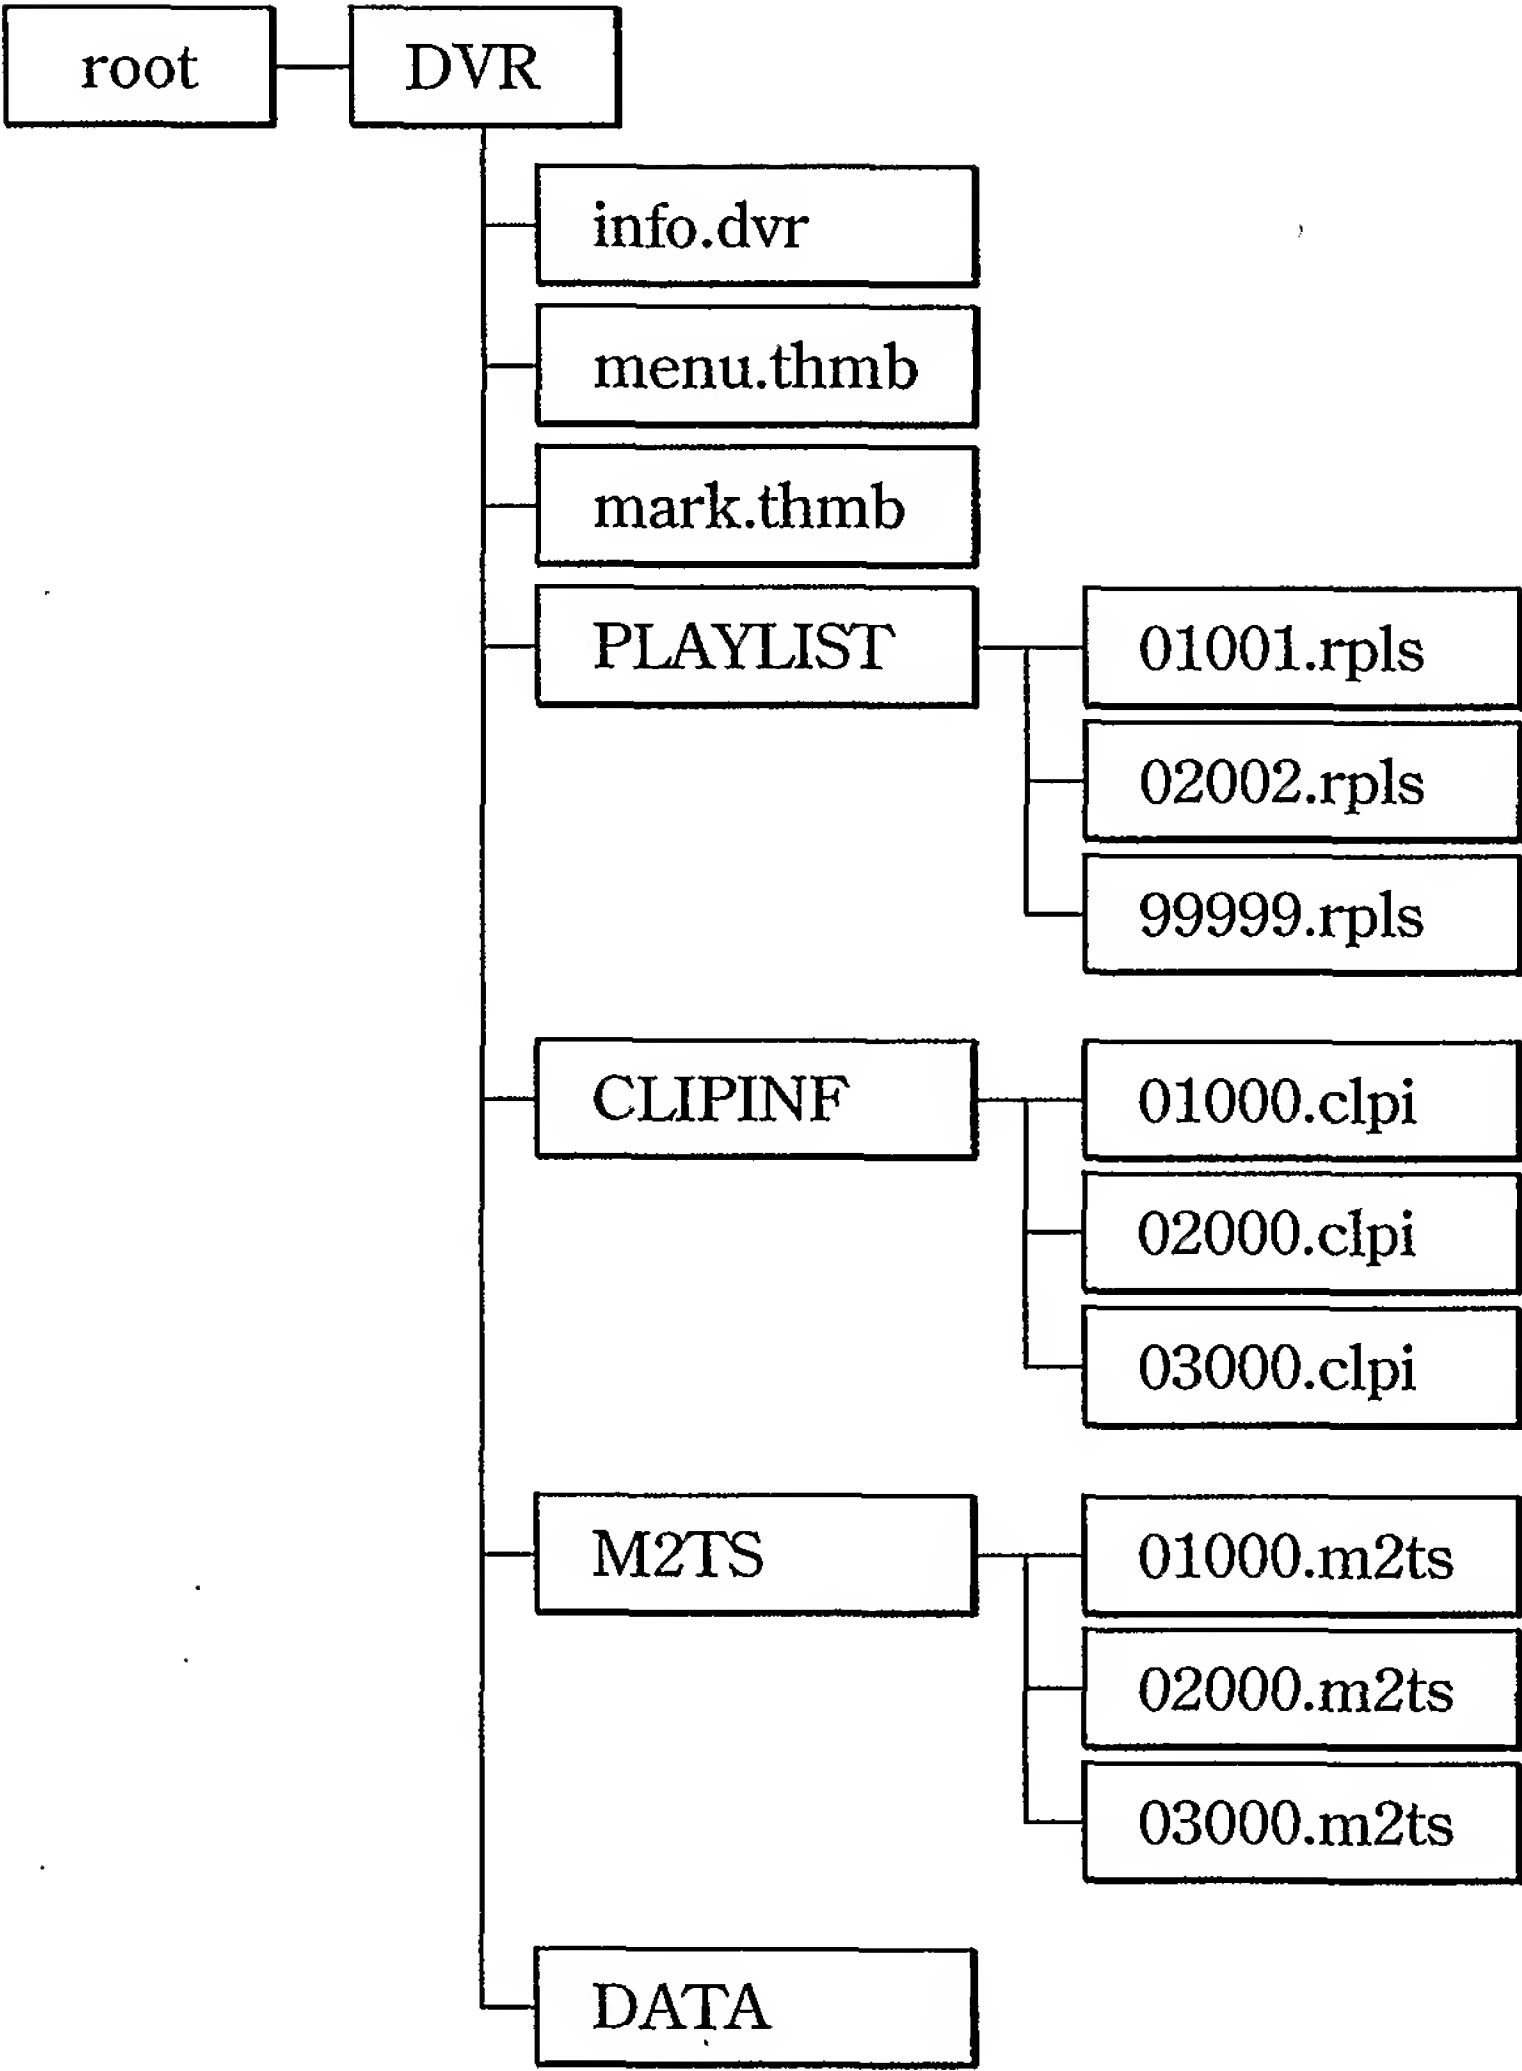 root
DVR
info.dvr
menu.thmb
mark.thmb
PLAYLIST
01001.rpls
02002.rpls
99999.rpls
CLIPINF
01000.clpi
02000.clpi
03000.clpi
M2TS
01000.m2ts
02000.m2ts
03000.m2ts
DATA